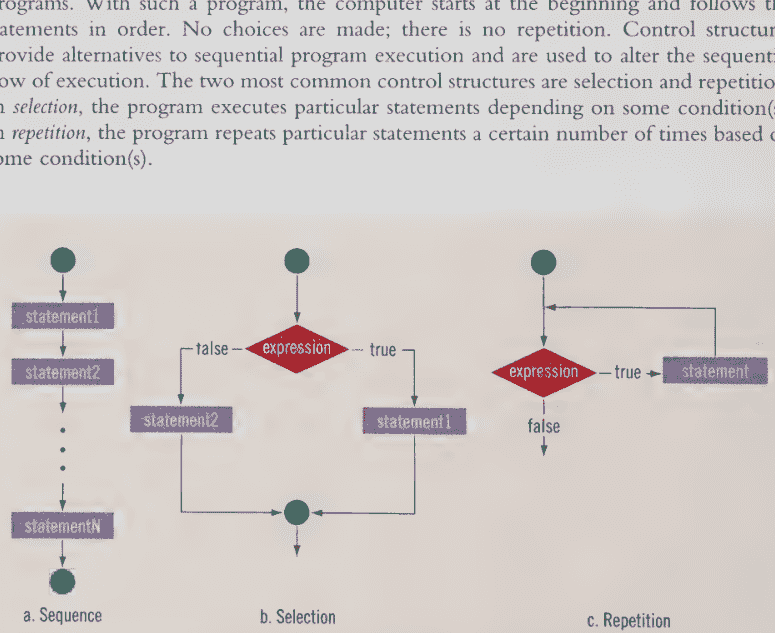 rograms. With such a program, the computer starts at the beginning and follows th
atements in order. No choices are made; there is no repetition. Control structur
rovide alternatives to sequential program execution and are used to alter the sequenti
ow of execution. The two most common control structures are selection and repetitio
n selection, the program executes particular statements depending on some condition(s
n repetition, the program repeats particular statements a certain number of times based o
ome condition(s).
statement1
statement2
statementN
a. Sequence
false
expression
true
statement2
statement1
b. Selection
expression
true
statement
false
c. Repetition